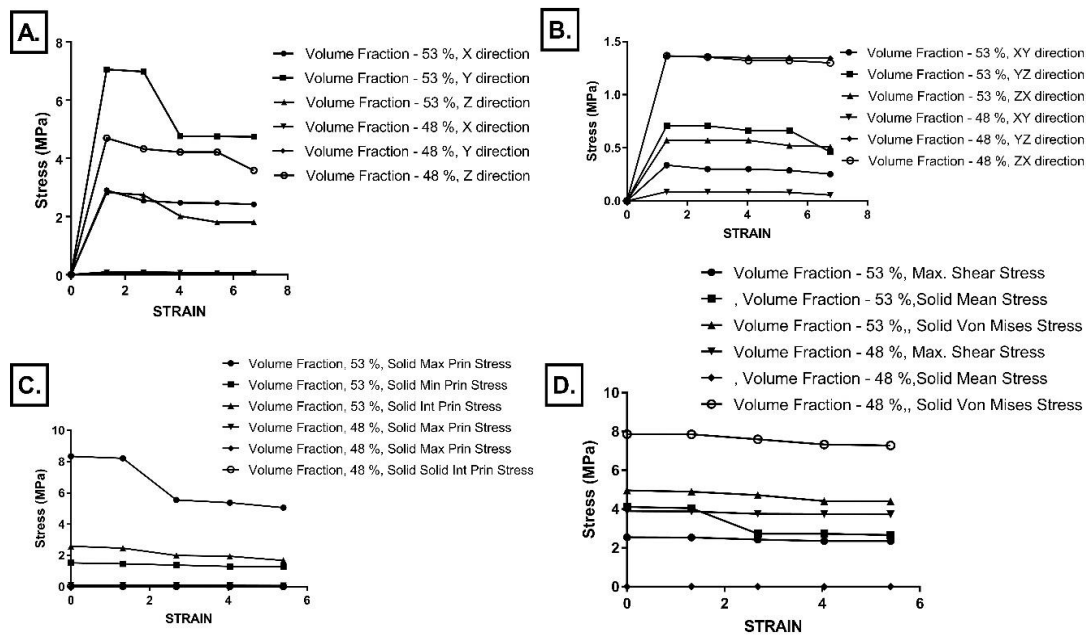 A.
8
6
4
2
0
Stress (MPa)
0 2 4 6 8
STRAIN
Volume Fraction - 53 %, X direction
Volume Fraction - 53 %, Y direction
Volume Fraction - 53 %, Z direction
Volume Fraction - 48 %, X direction
Volume Fraction - 48 %, Y direction
Volume Fraction - 48 %, Z direction
B.
1.5
1.0
0.5
0.0
Stress (MPa)
0 2 4 6 8
STRAIN
Volume Fraction - 53 %, XY direction
Volume Fraction - 53 %, YZ direction
Volume Fraction - 53 %, ZX direction
Volume Fraction - 48 %, XY direction
Volume Fraction - 48 %, YZ direction
Volume Fraction - 48 %, ZX direction
C.
Volume Fraction, 53 %, Solid Max Prin Stress
Volume Fraction, 53 %, Solid Min Prin Stress
Volume Fraction, 53 %, Solid Int Prin Stress
Volume Fraction, 48 %, Solid Max Prin Stress
Volume Fraction, 48 %, Solid Max Prin Stress
Volume Fraction, 48 %, Solid Solid Int Prin Stress
10
8
6
4
2
0
Stress (MPa)
0 2 4 6
STRAIN
D.
Volume Fraction - 53 %, Max. Shear Stress
, Volume Fraction - 53 %,Solid Mean Stress
Volume Fraction - 53 %,, Solid Von Mises Stress
Volume Fraction - 48 %, Max. Shear Stress
, Volume Fraction - 48 %,Solid Mean Stress
Volume Fraction - 48 %,, Solid Von Mises Stress
10
8
6
4
2
0
Stress (MPa)
0 2 4 6
STRAIN